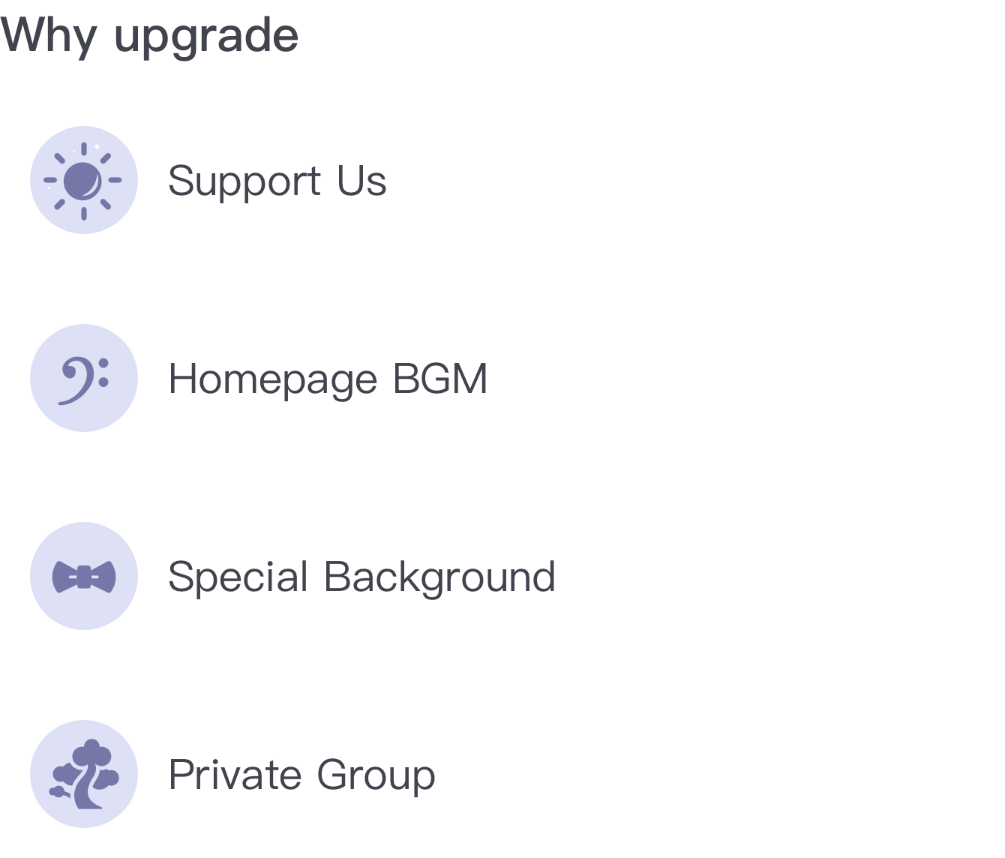 Why upgrade
Support Us
Homepage BGM
Special Background
Private Group